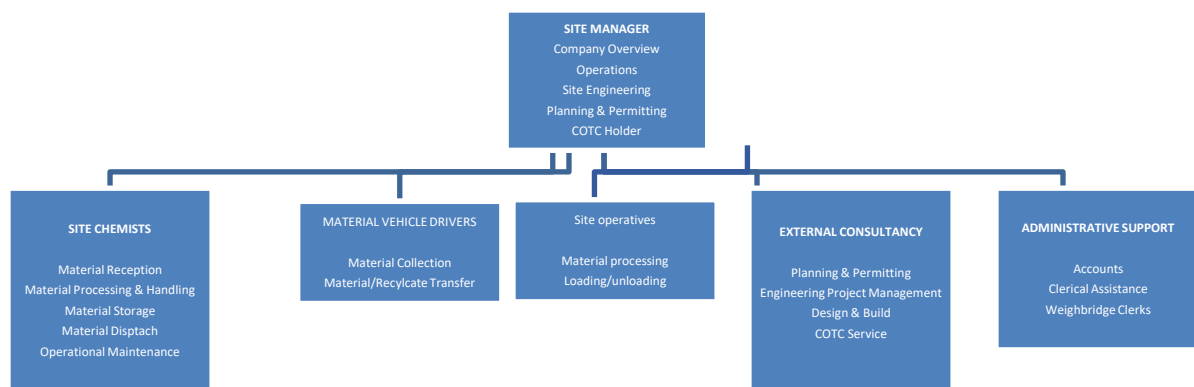 SITE MANAGER
Company Overview
Operations
Site Engineering
Planning & Permitting
COTC Holder
SITE CHEMISTS
Material Reception
Material Processing & Handling
Material Storage
Material Disptach
Operational Maintenance
MATERIAL VEHICLE DRIVERS
Material Collection
Material/Recylcate Transfer
Site operatives
Material processing
Loading/unloading
EXTERNAL CONSULTANCY
Planning & Permitting
Engineering Project Management
Design & Build
COTC Service
ADMINISTRATIVE SUPPORT
Accounts
Clerical Assistance
Weighbridge Clerks